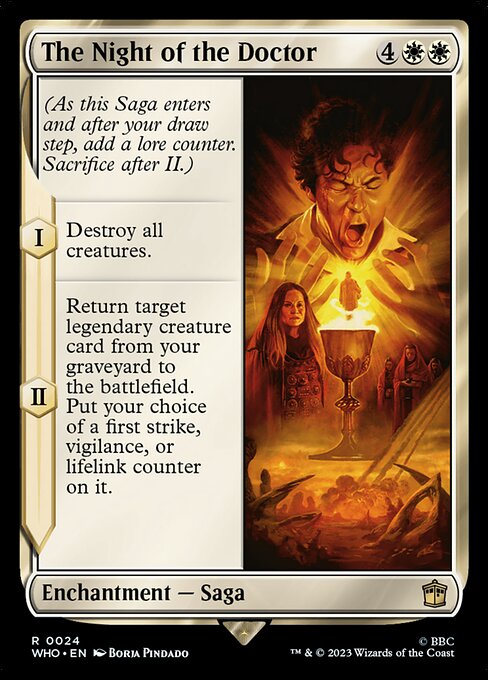 The Night of the Doctor 4
(As this Saga enters
and after your draw
step, add a lore counter.
Sacrifice after II.)
I
Destroy all
creatures.
II
Return target
legendary creature
card from your
graveyard to
the battlefield.
Put your choice
of a first strike,
vigilance, or
lifelink counter
on it.
Enchantment — Saga
R 0024
WHO • EN Borja Pindado
© BBC
™ & © 2023 Wizards of the Coast